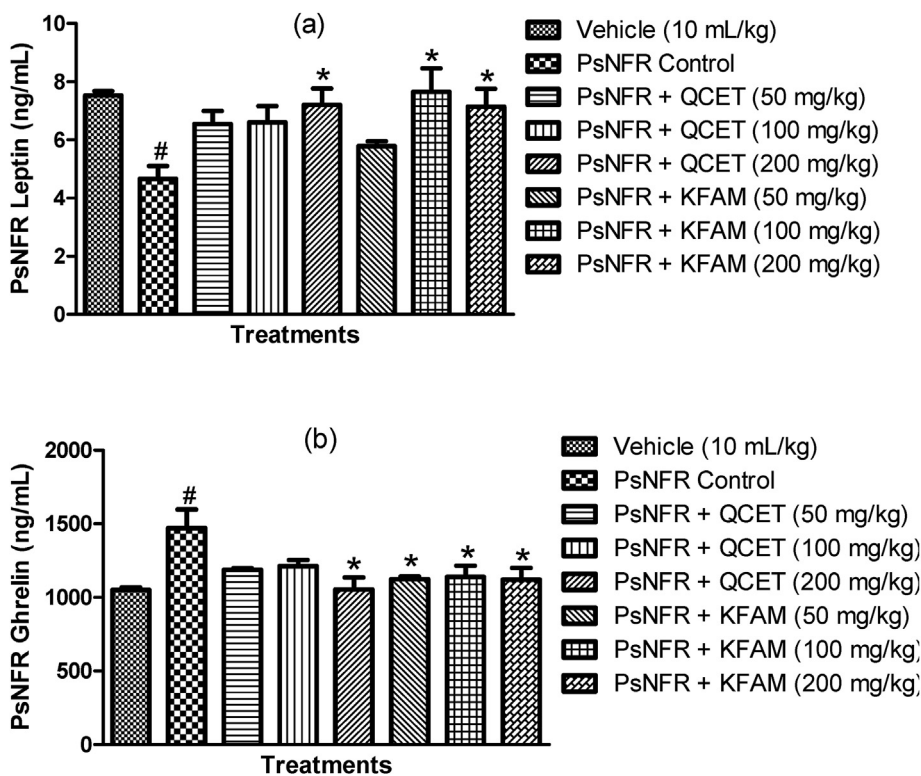 (a)
PsNFR Leptin (ng/mL)
10
8
6
4
2
0
#
*
*
*
Treatments
Vehicle (10 mL/kg)
PsNFR Control
PsNFR + QCET (50 mg/kg)
PsNFR + QCET (100 mg/kg)
PsNFR + QCET (200 mg/kg)
PsNFR + KFAM (50 mg/kg)
PsNFR + KFAM (100 mg/kg)
PsNFR + KFAM (200 mg/kg)
(b)
PsNFR Ghrelin (ng/mL)
2000
1500
1000
500
0
#
*
*
*
*
Treatments
Vehicle (10 mL/kg)
PsNFR Control
PsNFR + QCET (50 mg/kg)
PsNFR + QCET (100 mg/kg)
PsNFR + QCET (200 mg/kg)
PsNFR + KFAM (50 mg/kg)
PsNFR + KFAM (100 mg/kg)
PsNFR + KFAM (200 mg/kg)